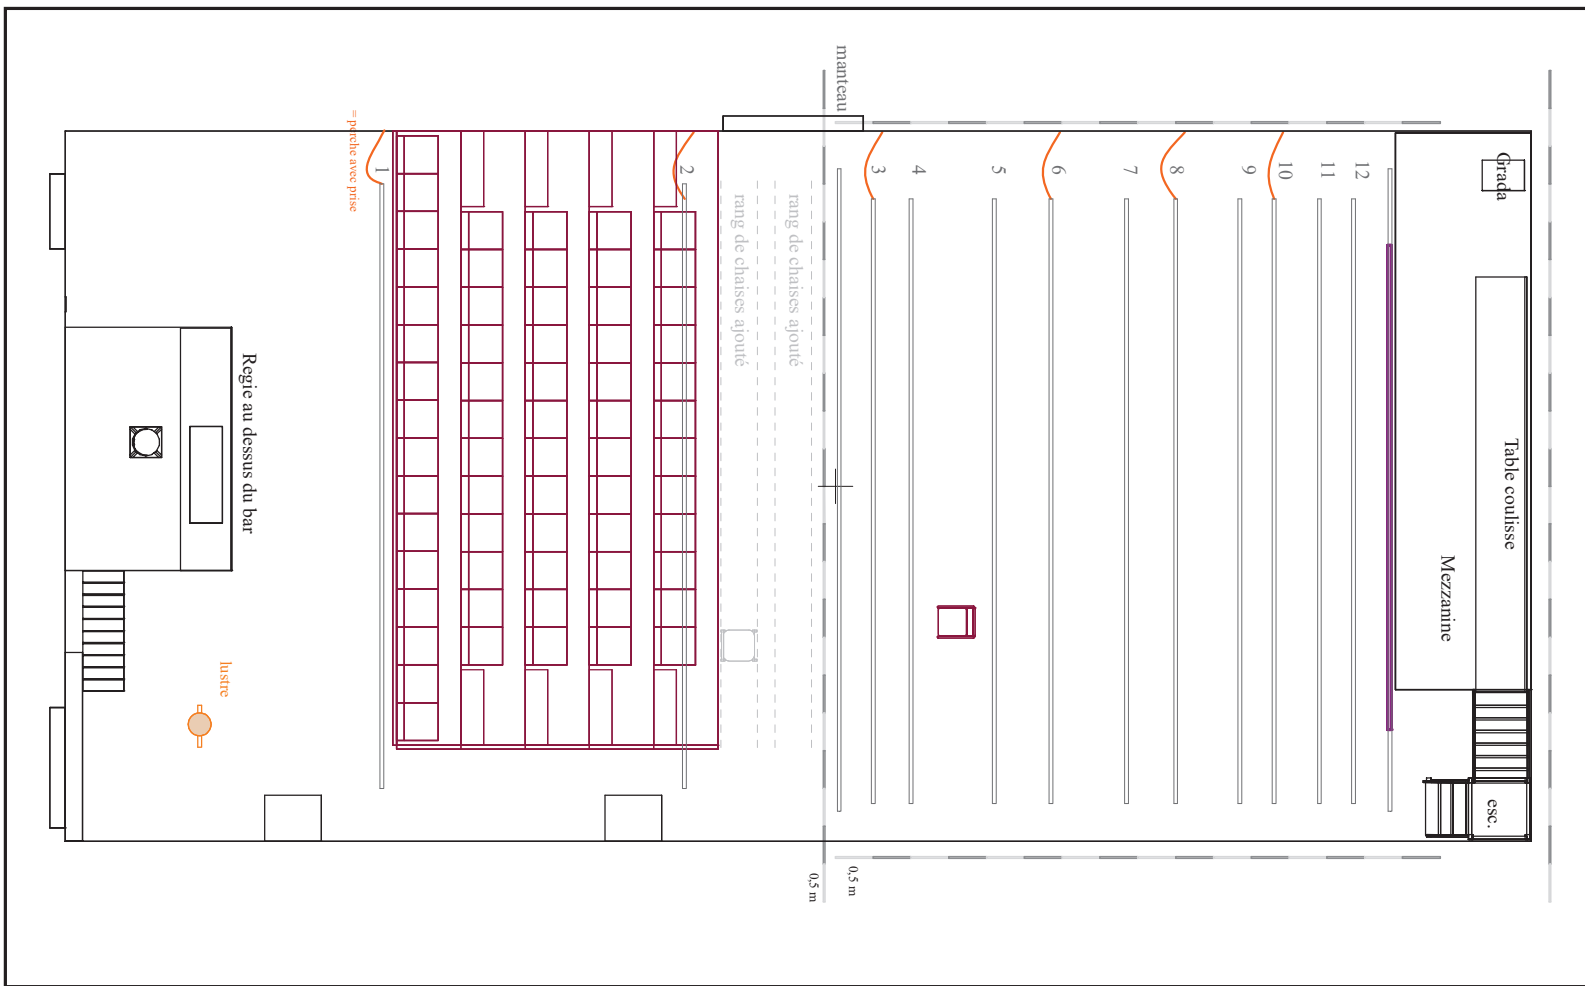 manteau
= perche avec prise
1
2
3
4
5
6
7
8
9
10
11
12
Grada
rang de chaises ajouté
rang de chaises ajouté
Regie au dessus du bar
Table coulisse
Mezzanine
lustre
esc.
0,5 m
0,5 m